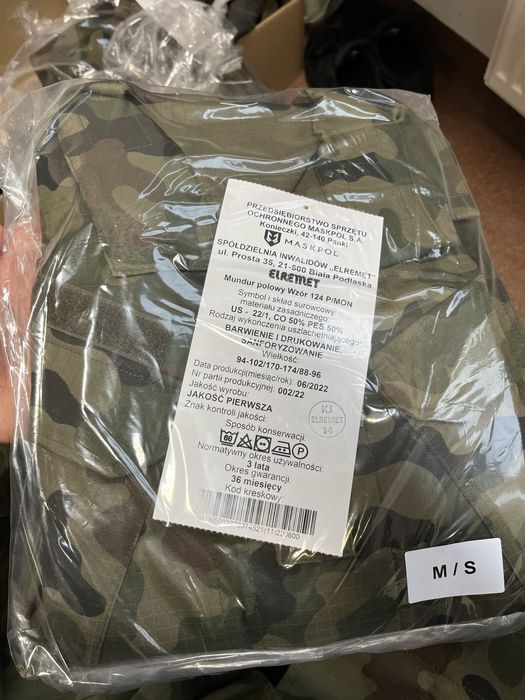 PRZEDSIĘBIORSTWO SPRZĘTU
OCHRONNEGO MASKPOL S.A.
Konieczki, 42-140 Panki
MASKPOL
SPÓŁDZIELNIA INWALIDÓW „ELREMET"
ul. Prosta 35, 21-500 Biała Podlaska
ELREMET
Mundur polowy Wzór 124 P/MON
Symbol i skład surowcowy
materiału zasadniczego:
US - 22/1, CO 50% PES 50%
Rodzaj wykończenia uszlachetniającego:
BARWIENIE I DRUKOWANIE,
SANFORYZOWANIE
Wielkość:
94-102/170-174/88-96
Data produkcji(miesiąc/rok): 06/2022
Nr partii produkcyjnej: 002/22
Jakość wyrobu:
JAKOŚĆ PIERWSZA
Znak kontroli jakości:
KJ
ELREMET
14
Sposób konserwacji:
60
P
Normatywny okres używalności:
3 lata
Okres gwarancji:
36 miesięcy
Kod kreskowy:
M / S